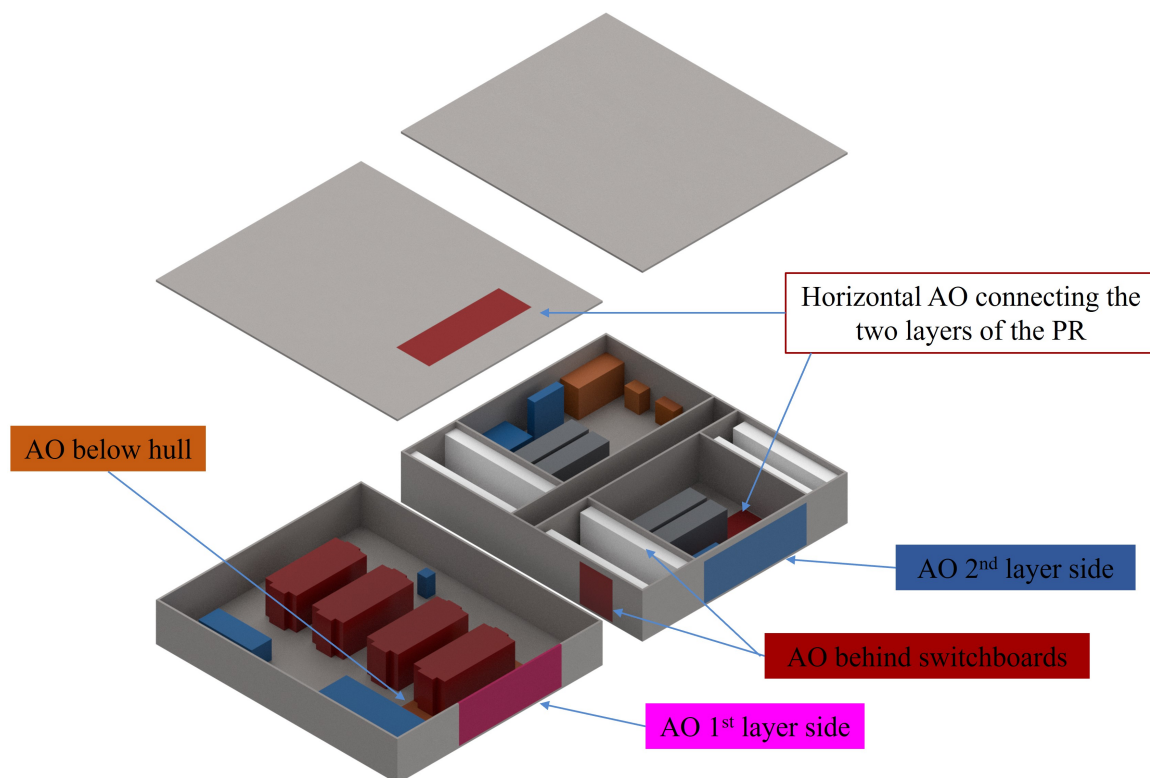 Horizontal AO connecting the
two layers of the PR
AO below hull
AO 2nd layer side
AO behind switchboards
AO 1st layer side